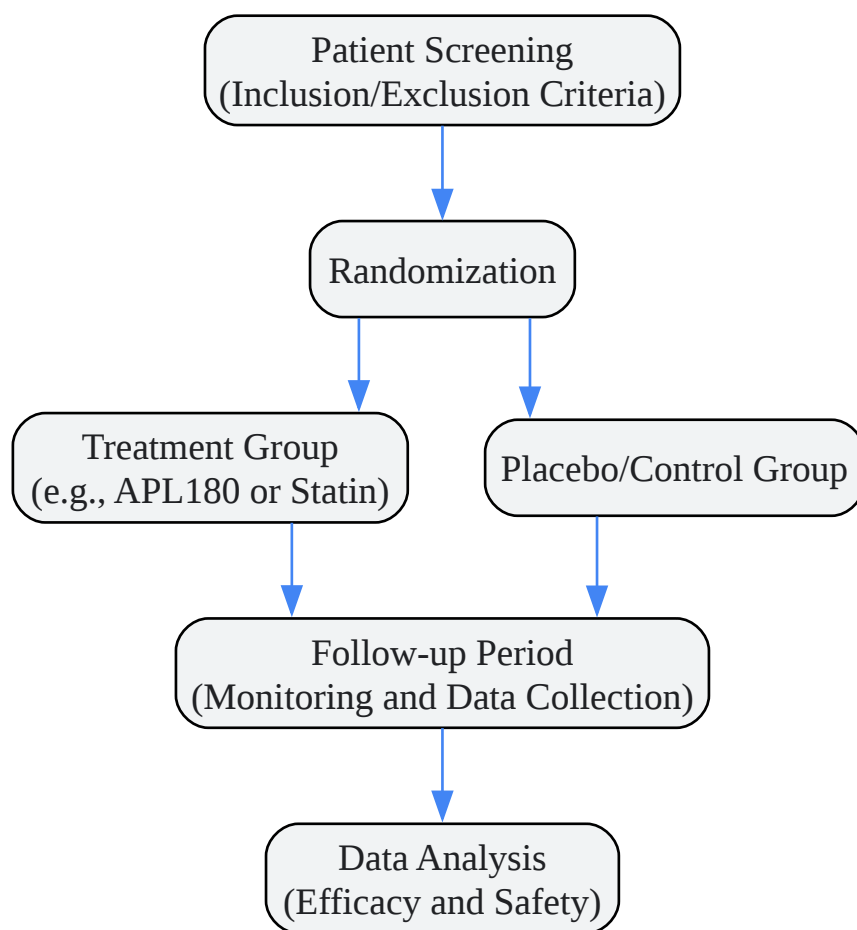 Patient Screening
(Inclusion/Exclusion Criteria)
Randomization
Treatment Group
(e.g., APL180 or Statin)
Placebo/Control Group
Follow-up Period
(Monitoring and Data Collection)
Data Analysis
(Efficacy and Safety)